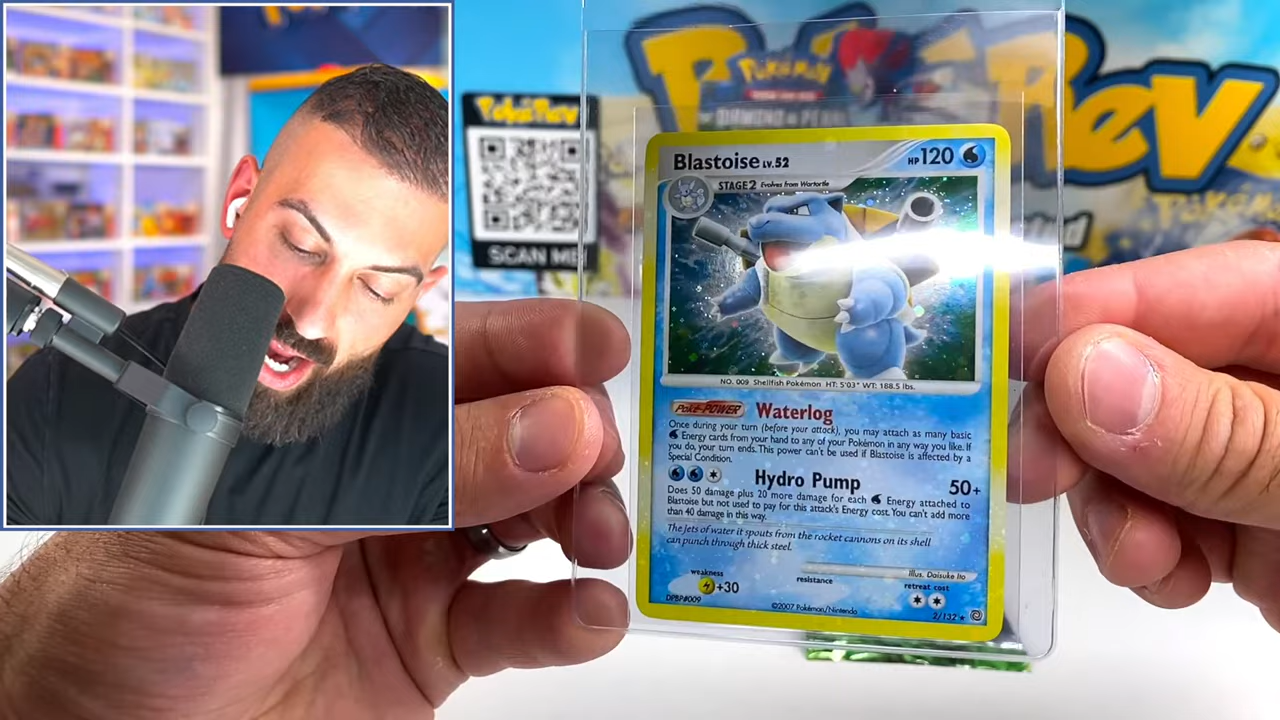 PokéRev
SCAN ME!
PokéRev
Pokémon
DIAMOND & PEARL
Pokémon
Blastoise LV.52
HP 120
STAGE 2 Evolves from Wartortle
NO. 009 Shellfish Pokémon HT: 5'03" WT: 188.5 lbs.
Poké-POWER Waterlog
Once during your turn (before your attack), you may attach as many basic
Energy cards from your hand to any of your Pokémon in any way you like. If
you do, your turn ends. This power can't be used if Blastoise is affected by a
Special Condition.
Hydro Pump 50+
Does 50 damage plus 20 more damage for each Energy attached to
Blastoise but not used to pay for this attack's Energy cost. You can't add more
than 40 damage in this way.
The jets of water it spouts from the rocket cannons on its shell
can punch through thick steel.
Illus. Daisuke Ito
weakness
+30
resistance
retreat cost
DPBP#009
©2007 Pokémon/Nintendo
2/132